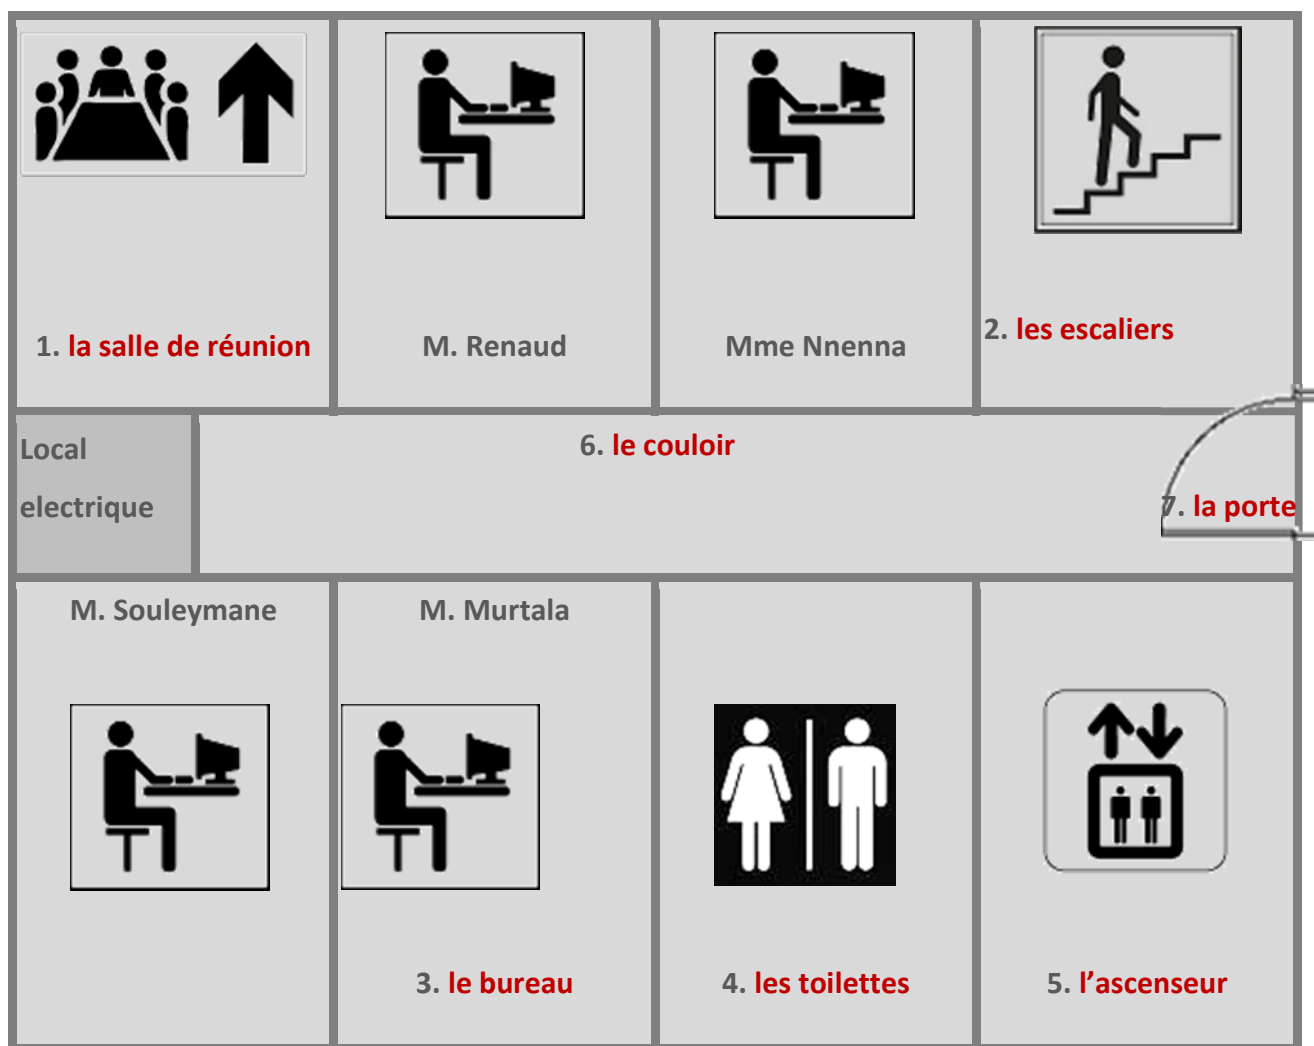 1. la salle de réunion
M. Renaud
Mme Nnenna
2. les escaliers
Local
electrique
6. le couloir
7. la porte
M. Souleymane
M. Murtala
3. le bureau
4. les toilettes
5. l’ascenseur